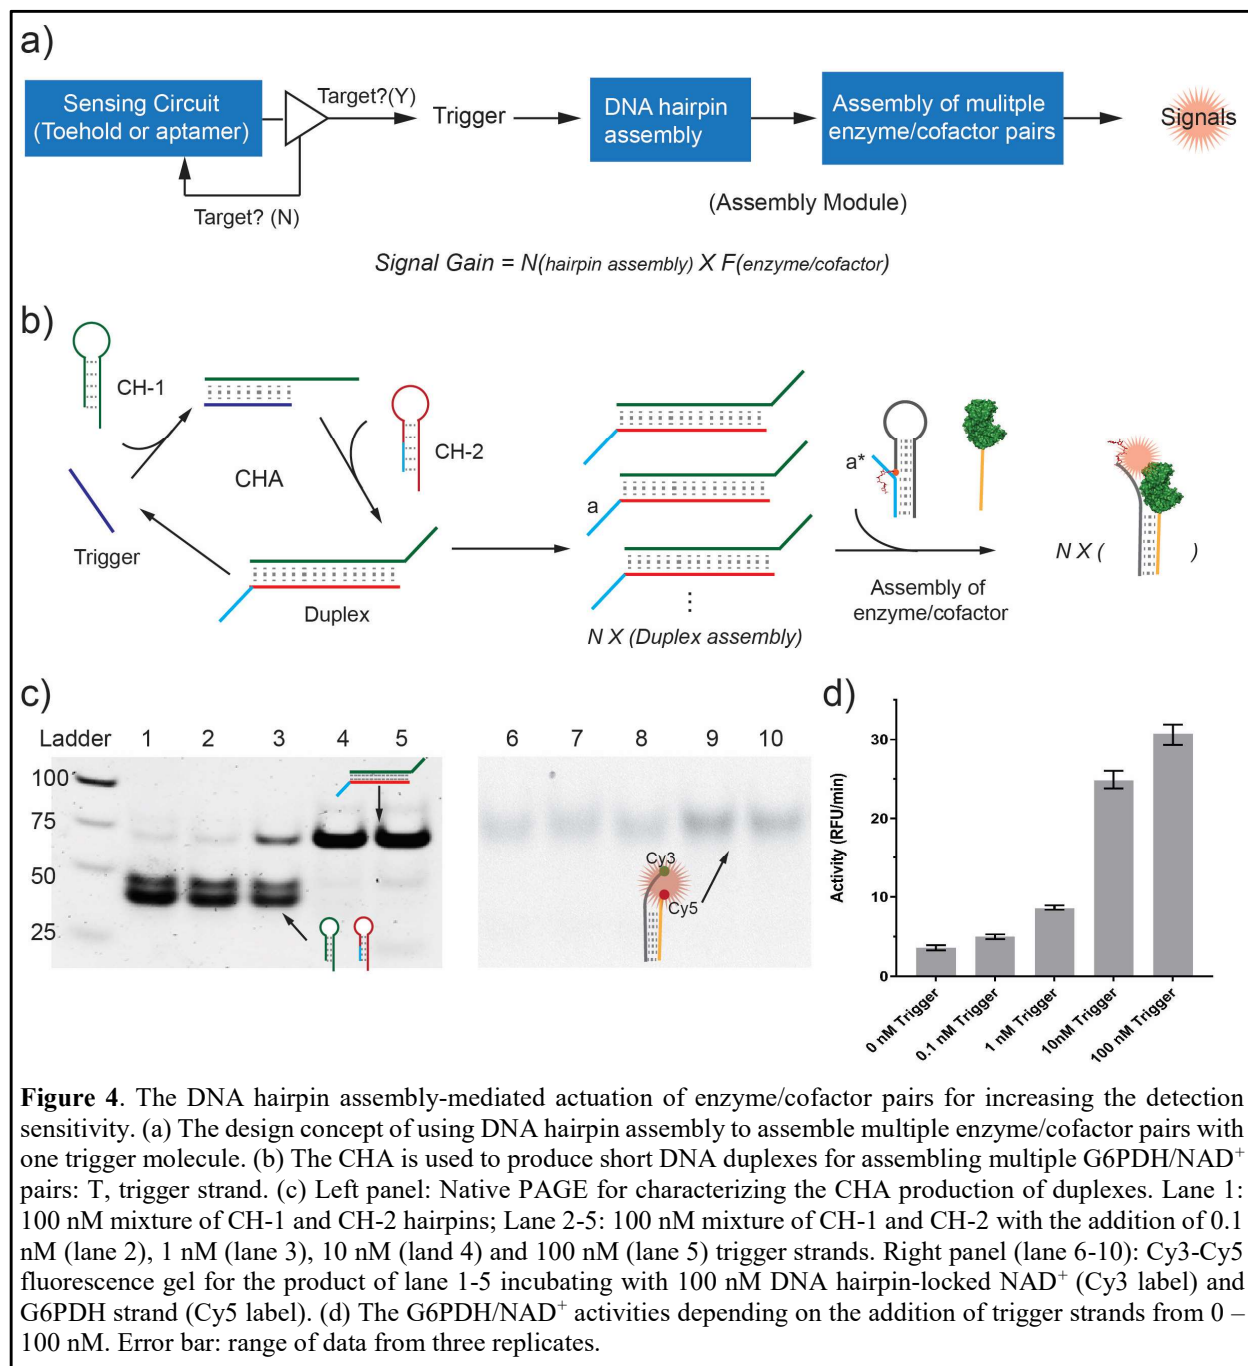 a)
Sensing Circuit
(Toehold or aptamer)
Target?(Y)
Target? (N)
Trigger
DNA hairpin
assembly
Assembly of mulitple
enzyme/cofactor pairs
Signals
(Assembly Module)
Signal Gain = N(hairpin assembly) X F(enzyme/cofactor)
b)
CH-1
CH-2
CHA
Trigger
Duplex
a
N X (Duplex assembly)
a*
Assembly of
enzyme/cofactor
N X ( )
c)
Ladder 1 2 3 4 5
100
75
50
25
6 7 8 9 10
Cy3
Cy5
d)
Activity (RFU/min)
30
20
10
0
0 nM Trigger
0.1 nM Trigger
1 nM Trigger
10nM Trigger
100 nM Trigger
Figure 4. The DNA hairpin assembly-mediated actuation of enzyme/cofactor pairs for increasing the detection
sensitivity. (a) The design concept of using DNA hairpin assembly to assemble multiple enzyme/cofactor pairs with
one trigger molecule. (b) The CHA is used to produce short DNA duplexes for assembling multiple G6PDH/NAD⁺
pairs: T, trigger strand. (c) Left panel: Native PAGE for characterizing the CHA production of duplexes. Lane 1:
100 nM mixture of CH-1 and CH-2 hairpins; Lane 2-5: 100 nM mixture of CH-1 and CH-2 with the addition of 0.1
nM (lane 2), 1 nM (lane 3), 10 nM (land 4) and 100 nM (lane 5) trigger strands. Right panel (lane 6-10): Cy3-Cy5
fluorescence gel for the product of lane 1-5 incubating with 100 nM DNA hairpin-locked NAD⁺ (Cy3 label) and
G6PDH strand (Cy5 label). (d) The G6PDH/NAD⁺ activities depending on the addition of trigger strands from 0 –
100 nM. Error bar: range of data from three replicates.